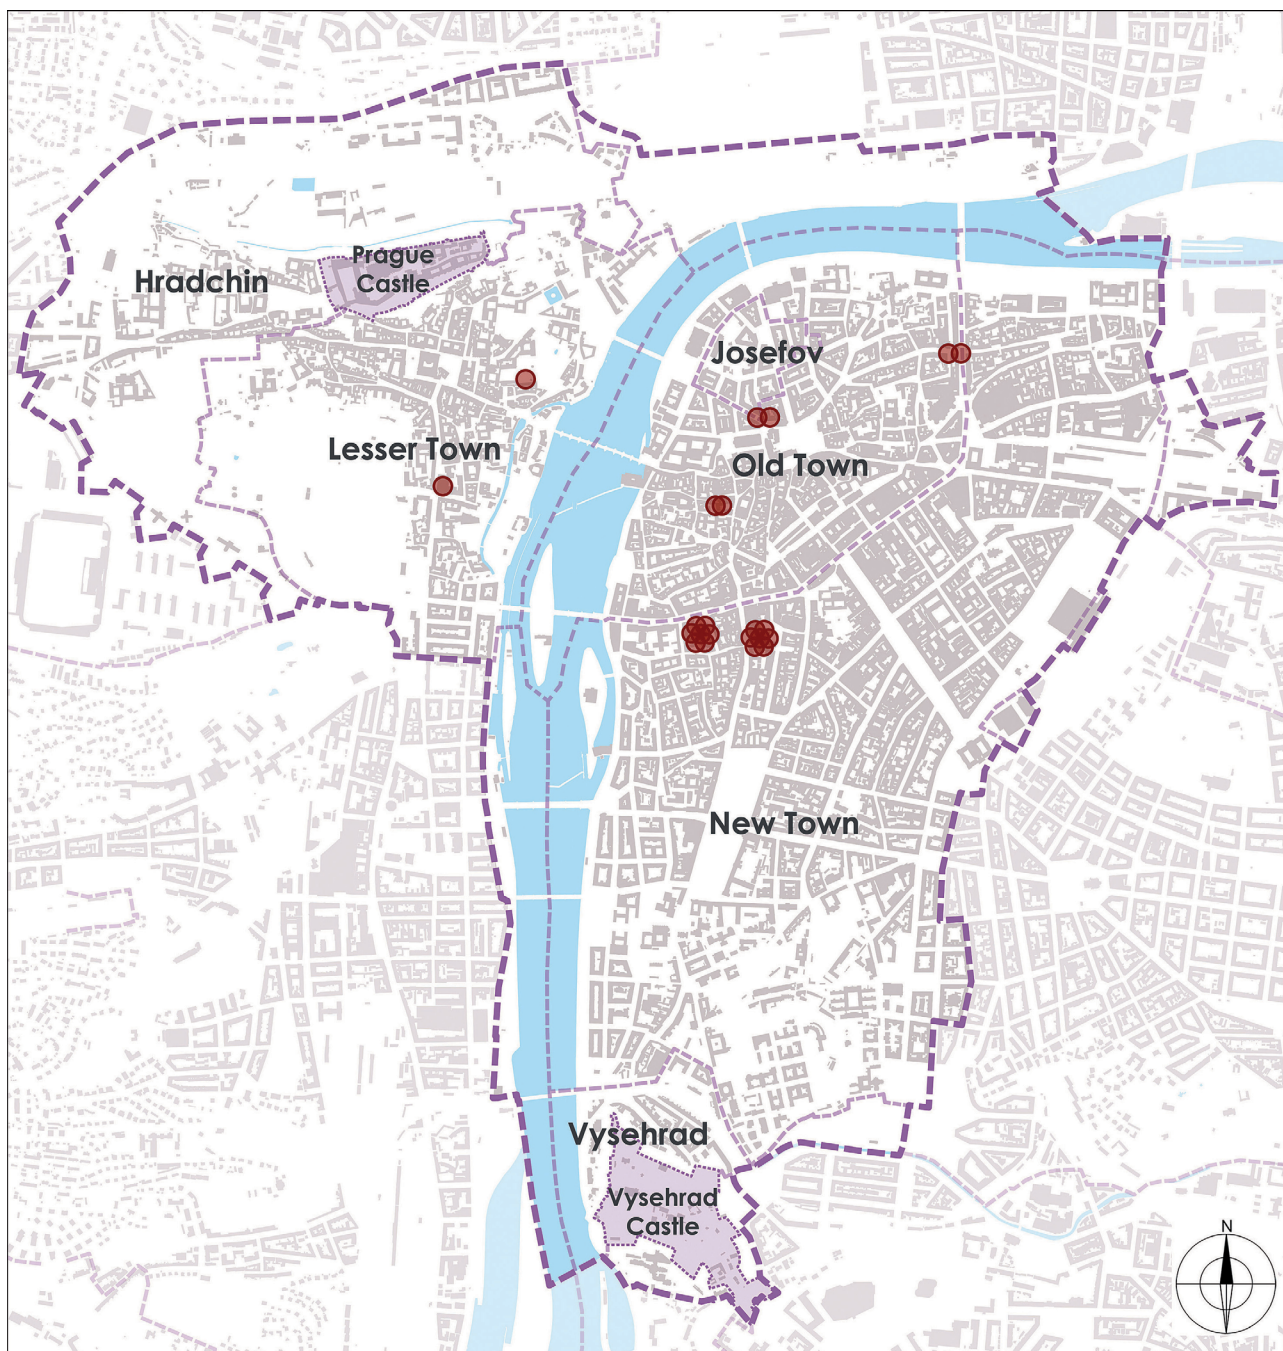 Prague
Castle
Hradchin
Josefov
Lesser Town
Old Town
New Town
Vysehrad
Vysehrad
Castle
N